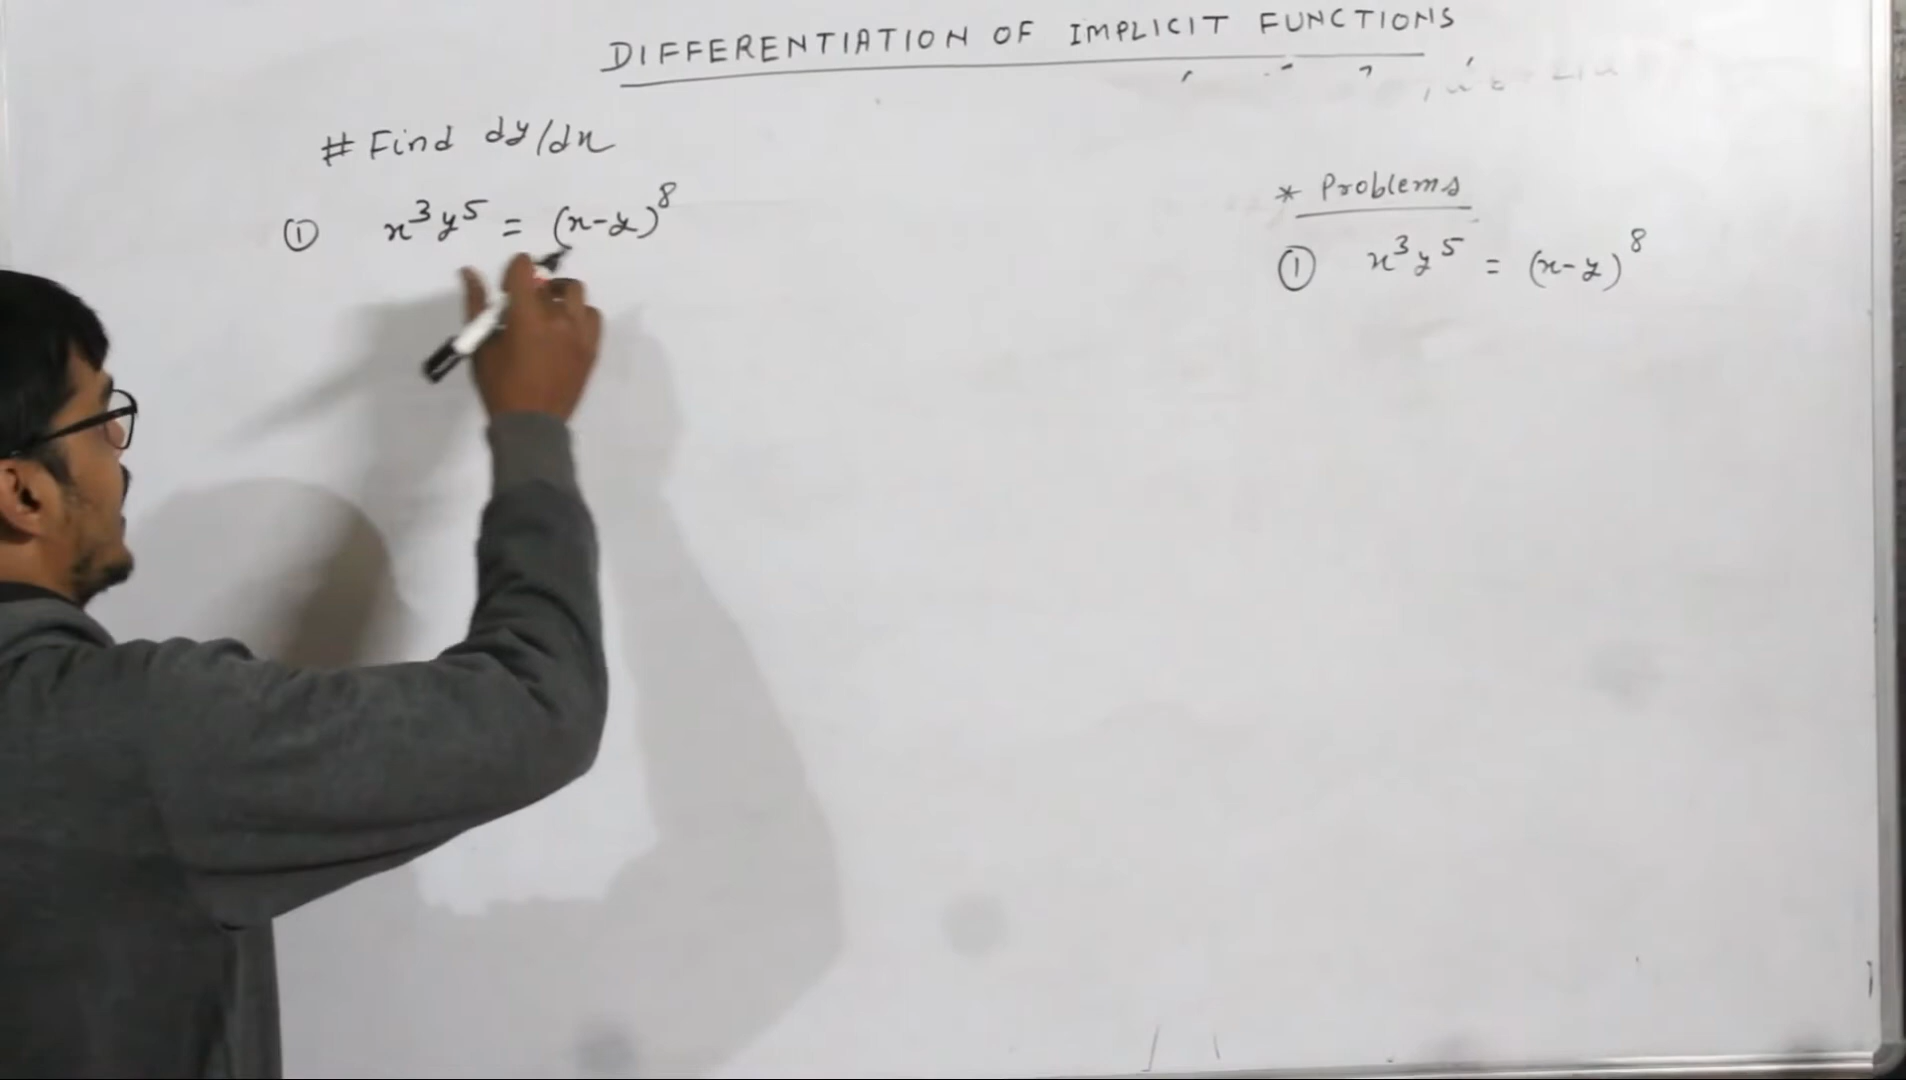 DIFFERENTIATION OF IMPLICIT FUNCTIONS
# Find dy/dx
① x³y⁵ = (x-y)⁸
* Problems
① x³y⁵ = (x-y)⁸